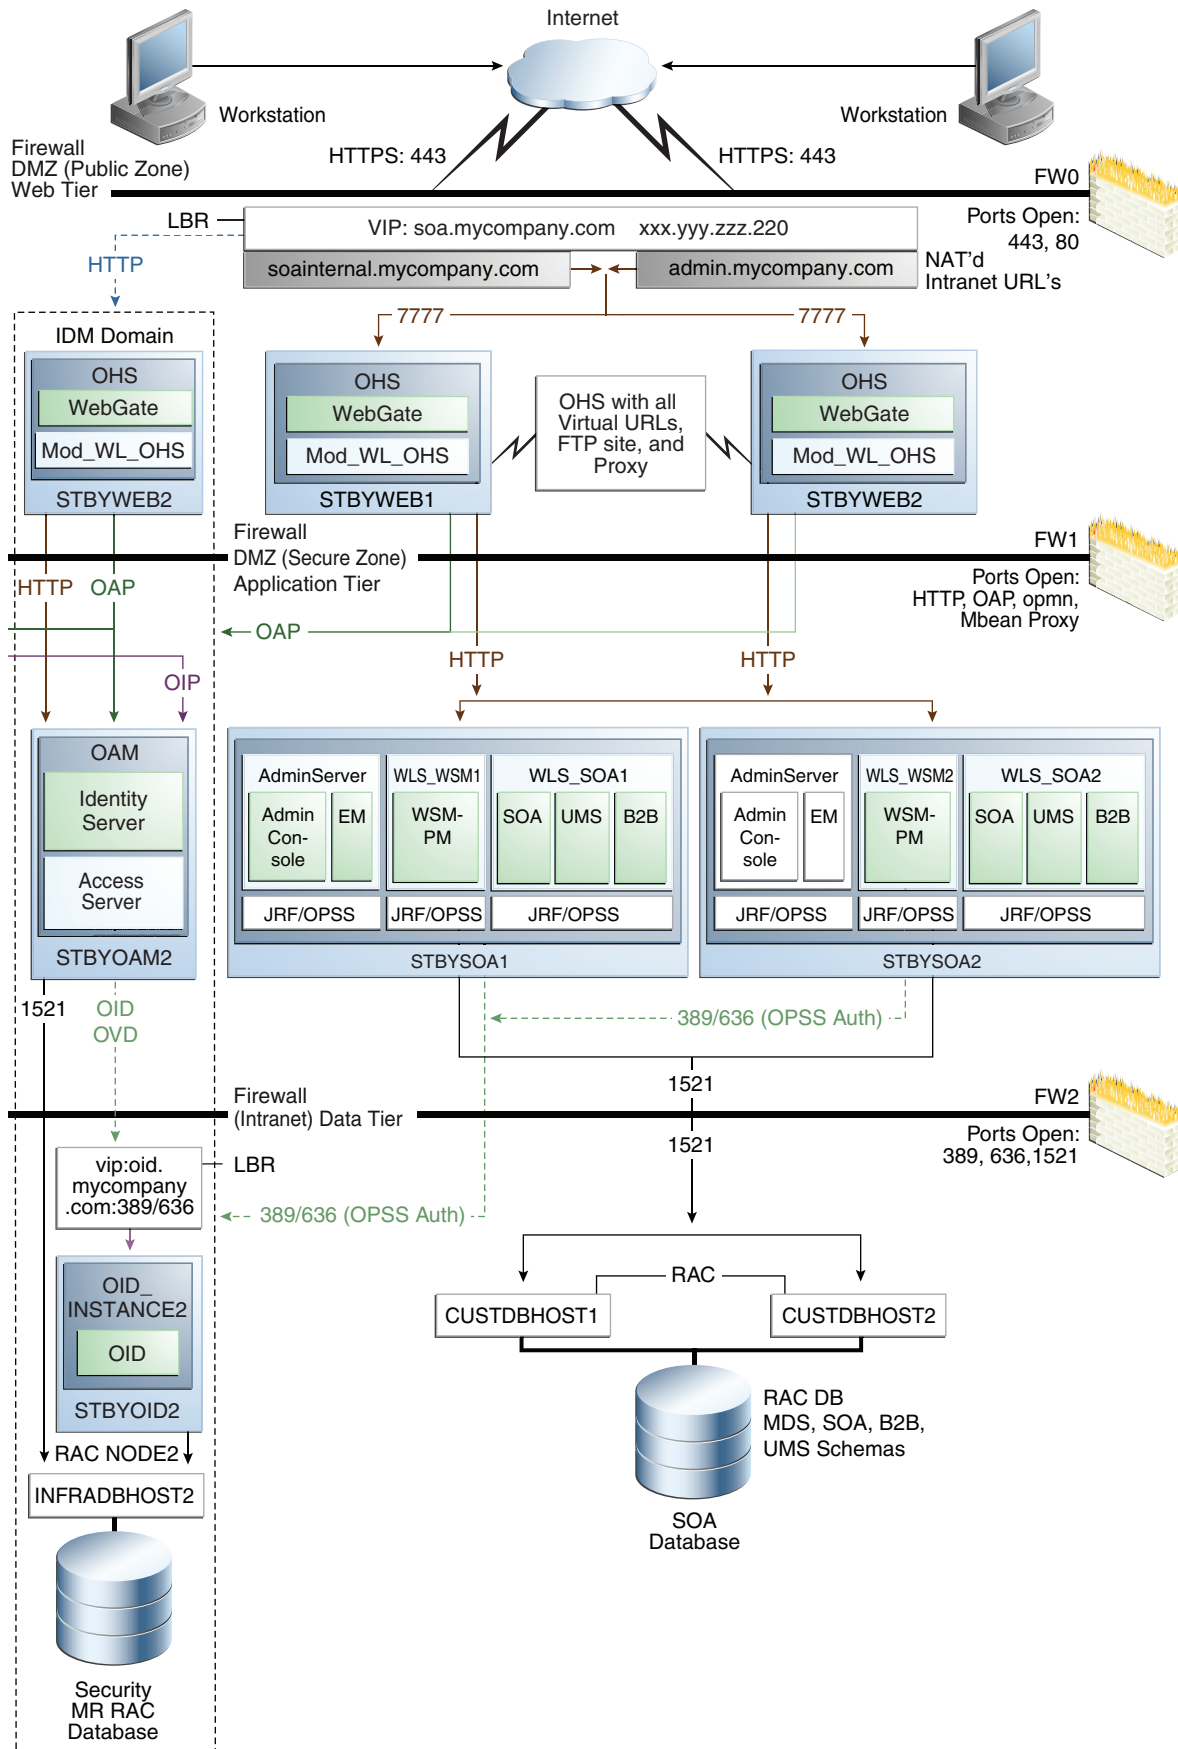 Internet
Workstation
Workstation
HTTPS: 443
HTTPS: 443
Firewall
DMZ (Public Zone)
Web Tier
FW0
Ports Open:
443, 80
LBR
VIP: soa.mycompany.com xxx.yyy.zzz.220
soainternal.mycompany.com
admin.mycompany.com
NAT'd
Intranet URL's
HTTP
7777
7777
IDM Domain
OHS
WebGate
Mod_WL_OHS
STBYWEB2
OHS
WebGate
Mod_WL_OHS
STBYWEB1
OHS with all
Virtual URLs,
FTP site, and
Proxy
OHS
WebGate
Mod_WL_OHS
STBYWEB2
Firewall
DMZ (Secure Zone)
Application Tier
FW1
Ports Open:
HTTP, OAP, opmn,
Mbean Proxy
HTTP
OAP
OAP
OIP
HTTP
HTTP
OAM
Identity
Server
Access
Server
STBYOAM2
AdminServer
Admin
Con-
sole
EM
JRF/OPSS
WLS_WSM1
WSM-
PM
JRF/OPSS
WLS_SOA1
SOA
UMS
B2B
JRF/OPSS
STBYSOA1
AdminServer
Admin
Con-
sole
EM
JRF/OPSS
WLS_WSM2
WSM-
PM
JRF/OPSS
WLS_SOA2
SOA
UMS
B2B
JRF/OPSS
STBYSOA2
1521
OID
OVD
389/636 (OPSS Auth)
1521
Firewall
(Intranet) Data Tier
FW2
Ports Open:
389, 636,1521
1521
vip:oid.
mycompany
.com:389/636
LBR
389/636 (OPSS Auth)
OID_
INSTANCE2
OID
STBYOID2
RAC
CUSTDBHOST1
CUSTDBHOST2
RAC DB
MDS, SOA, B2B,
UMS Schemas
SOA
Database
RAC NODE2
INFRADBHOST2
Security
MR RAC
Database